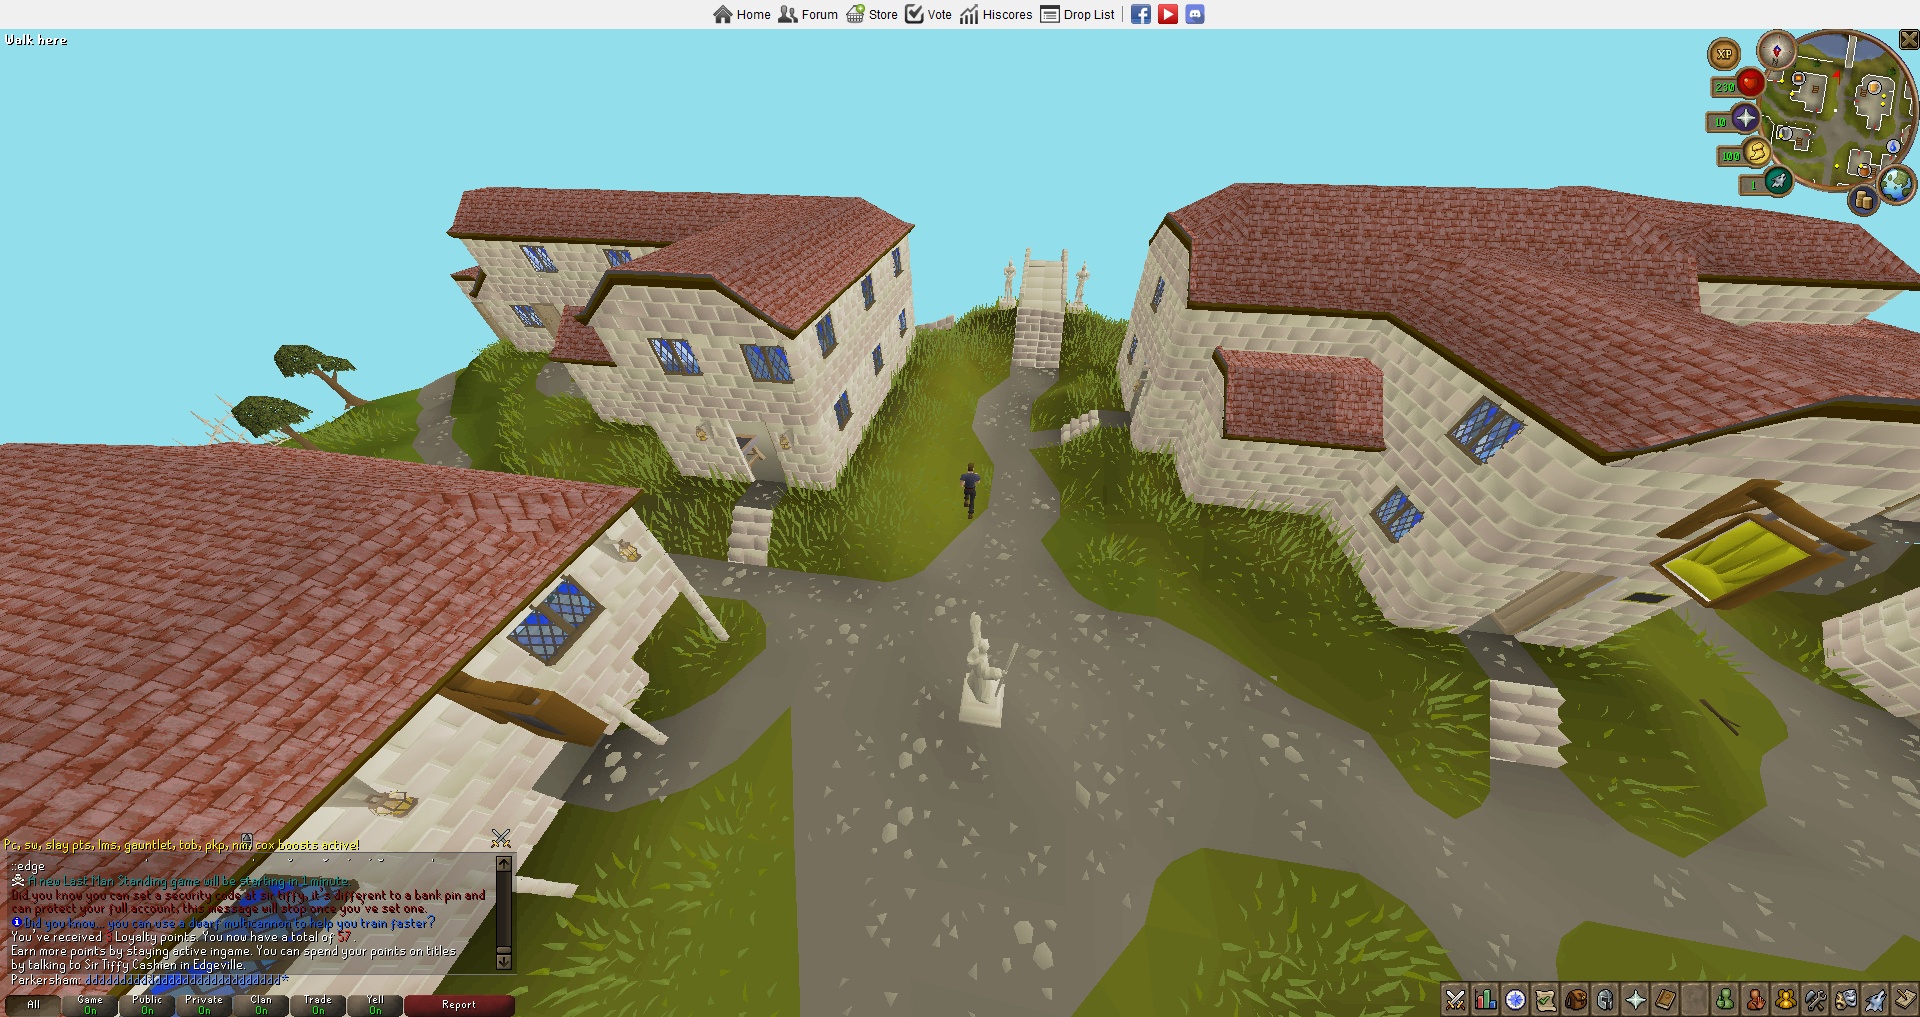 Home Forum Store Vote Hiscores Drop List
Walk here
XP
230
10
100
1
Pc, sw, slay pts, lms, gauntlet, tob, pkp, nm, cox boosts active!
::edge
A new Last Man Standing game will be starting in 1 minute.
Did you know you can set a security code at sir tiffy, it's different to a bank pin and
can protect your full account, this message will stop once you've set one.
Did you know... you can use a dwarf multicannon to help you train faster?
You've received Loyalty points. You now have a total of 57.
Earn more points by staying active ingame. You can spend your points on titles
by talking to Sir Tiffy Cashien in Edgeville.
Parkersham:
All Game On Public On Private On Clan On Trade On Yell On Report